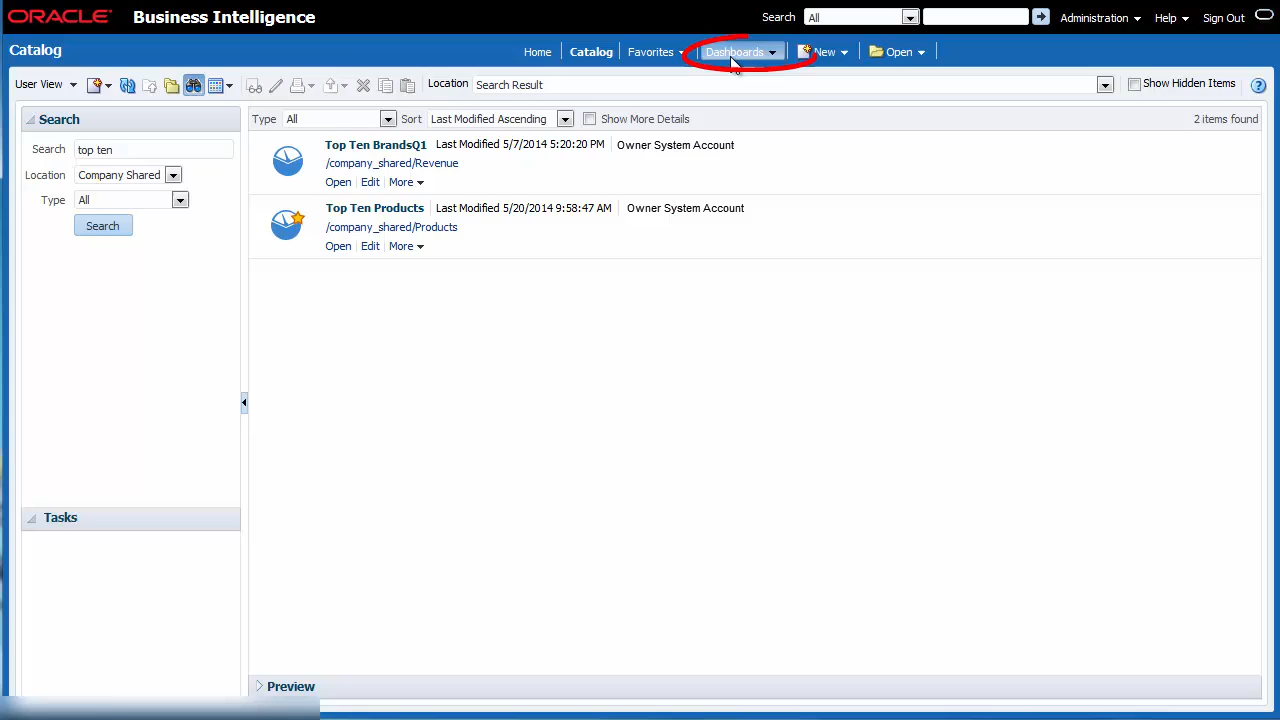 ORACLE Business Intelligence
Search All Administration Help Sign Out
Catalog
Home Catalog Favorites Dashboards New Open
User View Location Search Result Show Hidden Items
Search
Search top ten
Location Company Shared
Type All
Search
Type All Sort Last Modified Ascending Show More Details 2 items found
Top Ten BrandsQ1 Last Modified 5/7/2014 5:20:20 PM Owner System Account
/company_shared/Revenue
Open Edit More
Top Ten Products Last Modified 5/20/2014 9:58:47 AM Owner System Account
/company_shared/Products
Open Edit More
Tasks
Preview